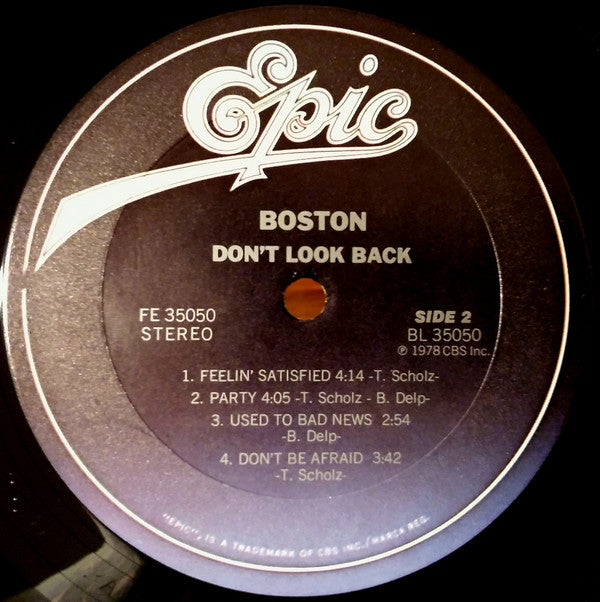 Epic
BOSTON
DON'T LOOK BACK
FE 35050
STEREO
SIDE 2
BL 35050
℗ 1978 CBS Inc.
1. FEELIN' SATISFIED 4:14 -T. Scholz-
2. PARTY 4:05 -T. Scholz - B. Delp-
3. USED TO BAD NEWS 2:54
-B. Delp-
4. DON'T BE AFRAID 3:42
-T. Scholz-
"EPIC", IS A TRADEMARK OF CBS INC./MARCA REG.